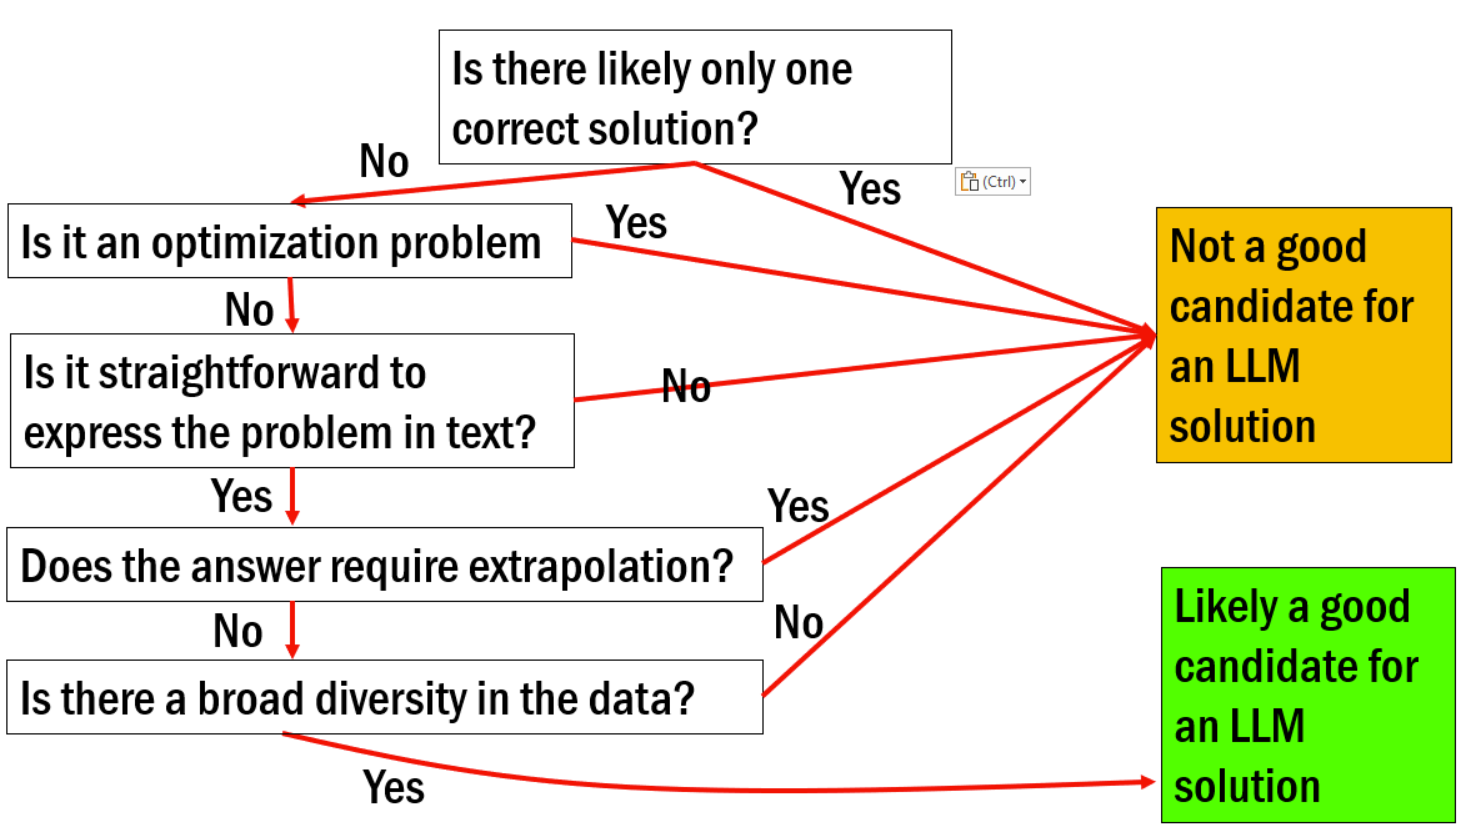 Is there likely only one
correct solution?
No
Yes
(Ctrl)
Is it an optimization problem
Yes
No
Is it straightforward to
express the problem in text?
No
Yes
Does the answer require extrapolation?
Yes
No
Is there a broad diversity in the data?
No
Yes
Not a good
candidate for
an LLM
solution
Likely a good
candidate for
an LLM
solution